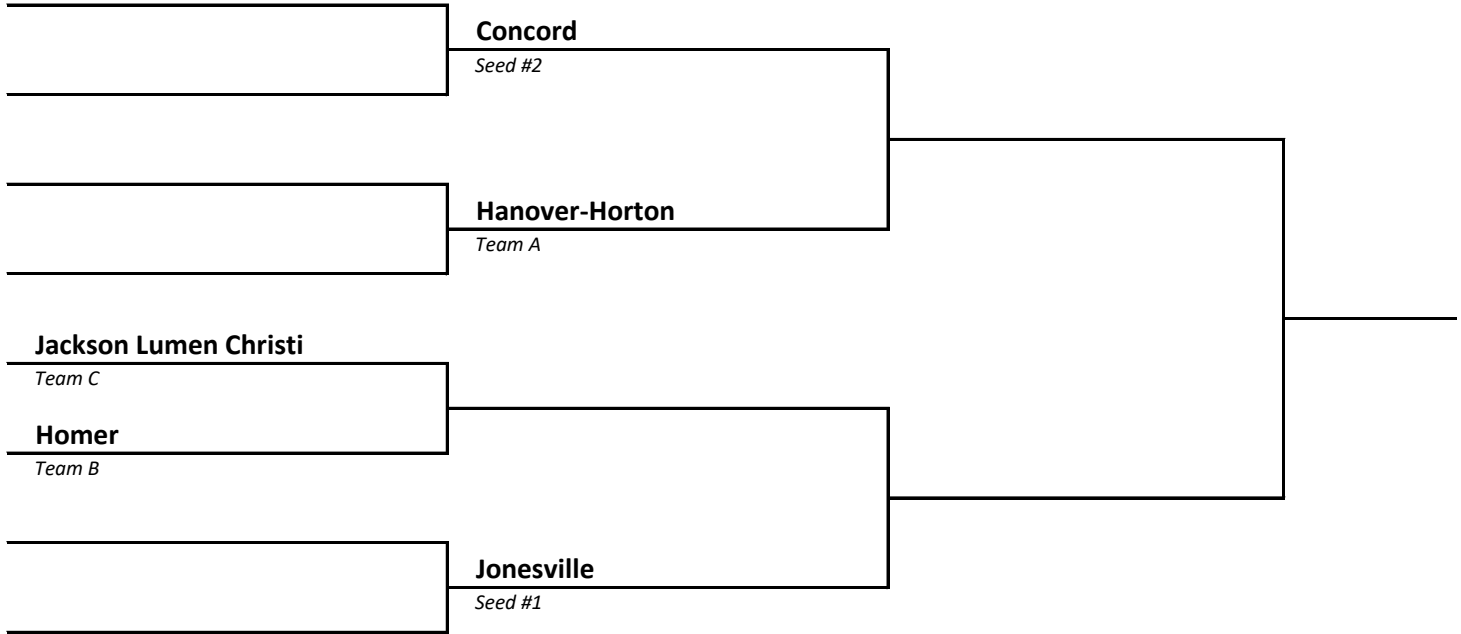 Concord
Seed #2
Hanover-Horton
Team A
Jackson Lumen Christi
Team C
Homer
Team B
Jonesville
Seed #1